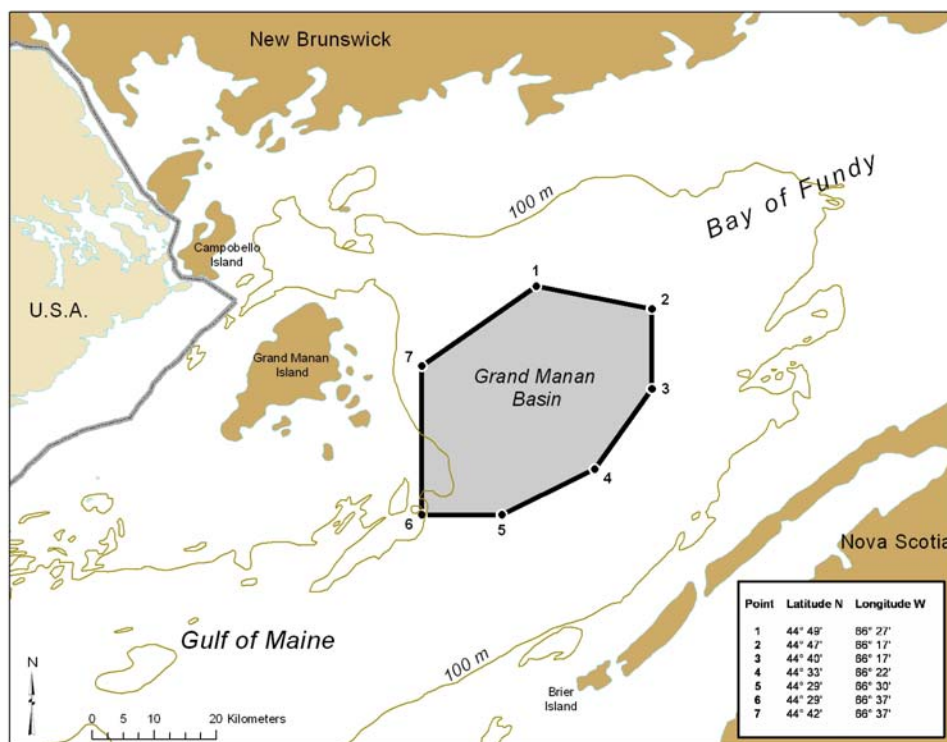 New Brunswick
100 m
Bay of Fundy
Campobello
Island
U.S.A.
1
2
Grand Manan
Island
7
Grand Manan
Basin
3
4
6
5
Nova Scotia
Gulf of Maine
100 m
Brier
Island
N
0 5 10 20 Kilometers
Point Latitude N Longitude W
1 44° 49' 66° 27'
2 44° 47' 66° 17'
3 44° 40' 66° 17'
4 44° 33' 66° 22'
5 44° 29' 66° 30'
6 44° 29' 66° 37'
7 44° 42' 66° 37'